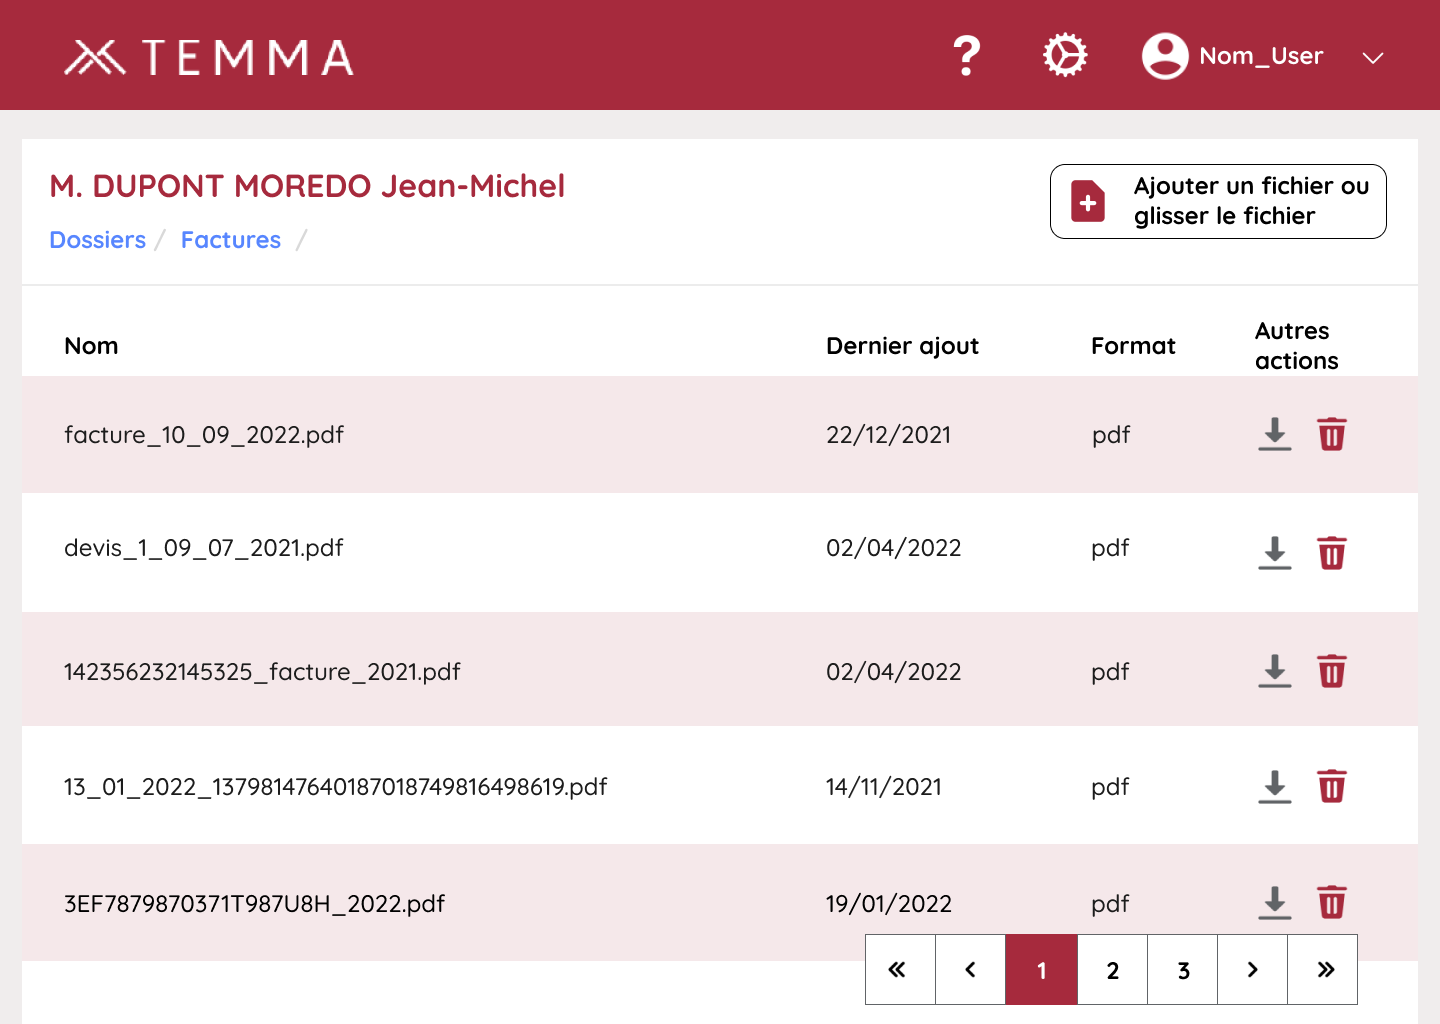 TEMMA
? Nom_User
M. DUPONT MOREDO Jean-Michel
Dossiers / Factures /
Ajouter un fichier ou
glisser le fichier
Nom Dernier ajout Format Autres
actions
facture_10_09_2022.pdf 22/12/2021 pdf
devis_1_09_07_2021.pdf 02/04/2022 pdf
142356232145325_facture_2021.pdf 02/04/2022 pdf
13_01_2022_13798147640187018749816498619.pdf 14/11/2021 pdf
3EF7879870371T987U8H_2022.pdf 19/01/2022 pdf
« < 1 2 3 > »